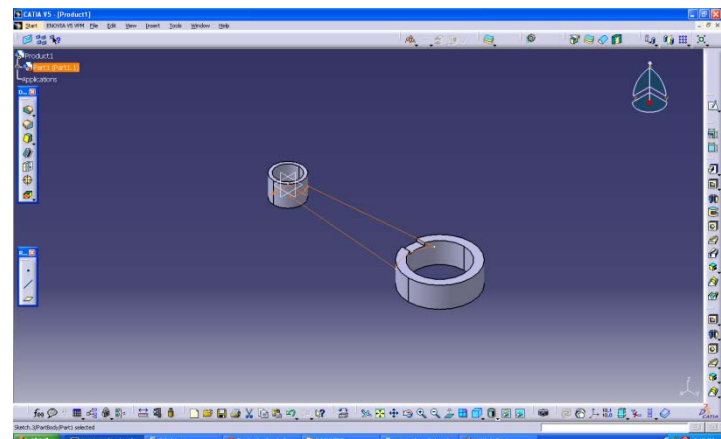 CATIA V5 - [Product1]
Start ENOVIA V5 VPM File Edit View Insert Tools Window Help
Product1
Part1 (Part1.1)
Applications
D...
Sketch.3/PartBody/Part1 selected
CATIA